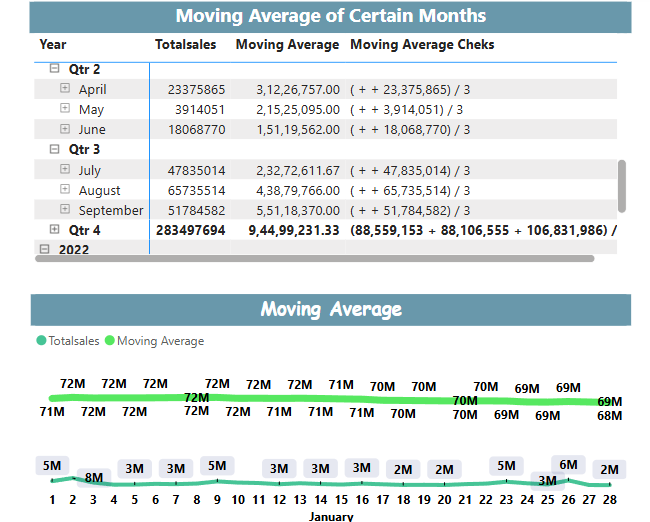 Moving Average of Certain Months
Year Totalsales Moving Average Moving Average Cheks
Qtr 2
April 23375865 3,12,26,757.00 ( + + 23,375,865) / 3
May 3914051 2,15,25,095.00 ( + + 3,914,051) / 3
June 18068770 1,51,19,562.00 ( + + 18,068,770) / 3
Qtr 3
July 47835014 2,32,72,611.67 ( + + 47,835,014) / 3
August 65735514 4,38,79,766.00 ( + + 65,735,514) / 3
September 51784582 5,51,18,370.00 ( + + 51,784,582) / 3
Qtr 4 283497694 9,44,99,231.33 (88,559,153 + 88,106,555 + 106,831,986) /
2022
Moving Average
Totalsales Moving Average
72M 72M 72M 72M 72M 72M 72M 71M 70M 70M 70M 70M 69M 69M 69M
71M 72M 72M 72M 72M 71M 71M 71M 70M 70M 69M 69M 68M
5M 8M 3M 3M 5M 3M 3M 3M 2M 2M 5M 3M 6M 2M
1 2 3 4 5 6 7 8 9 10 11 12 13 14 15 16 17 18 19 20 21 22 23 24 25 26 27 28
January